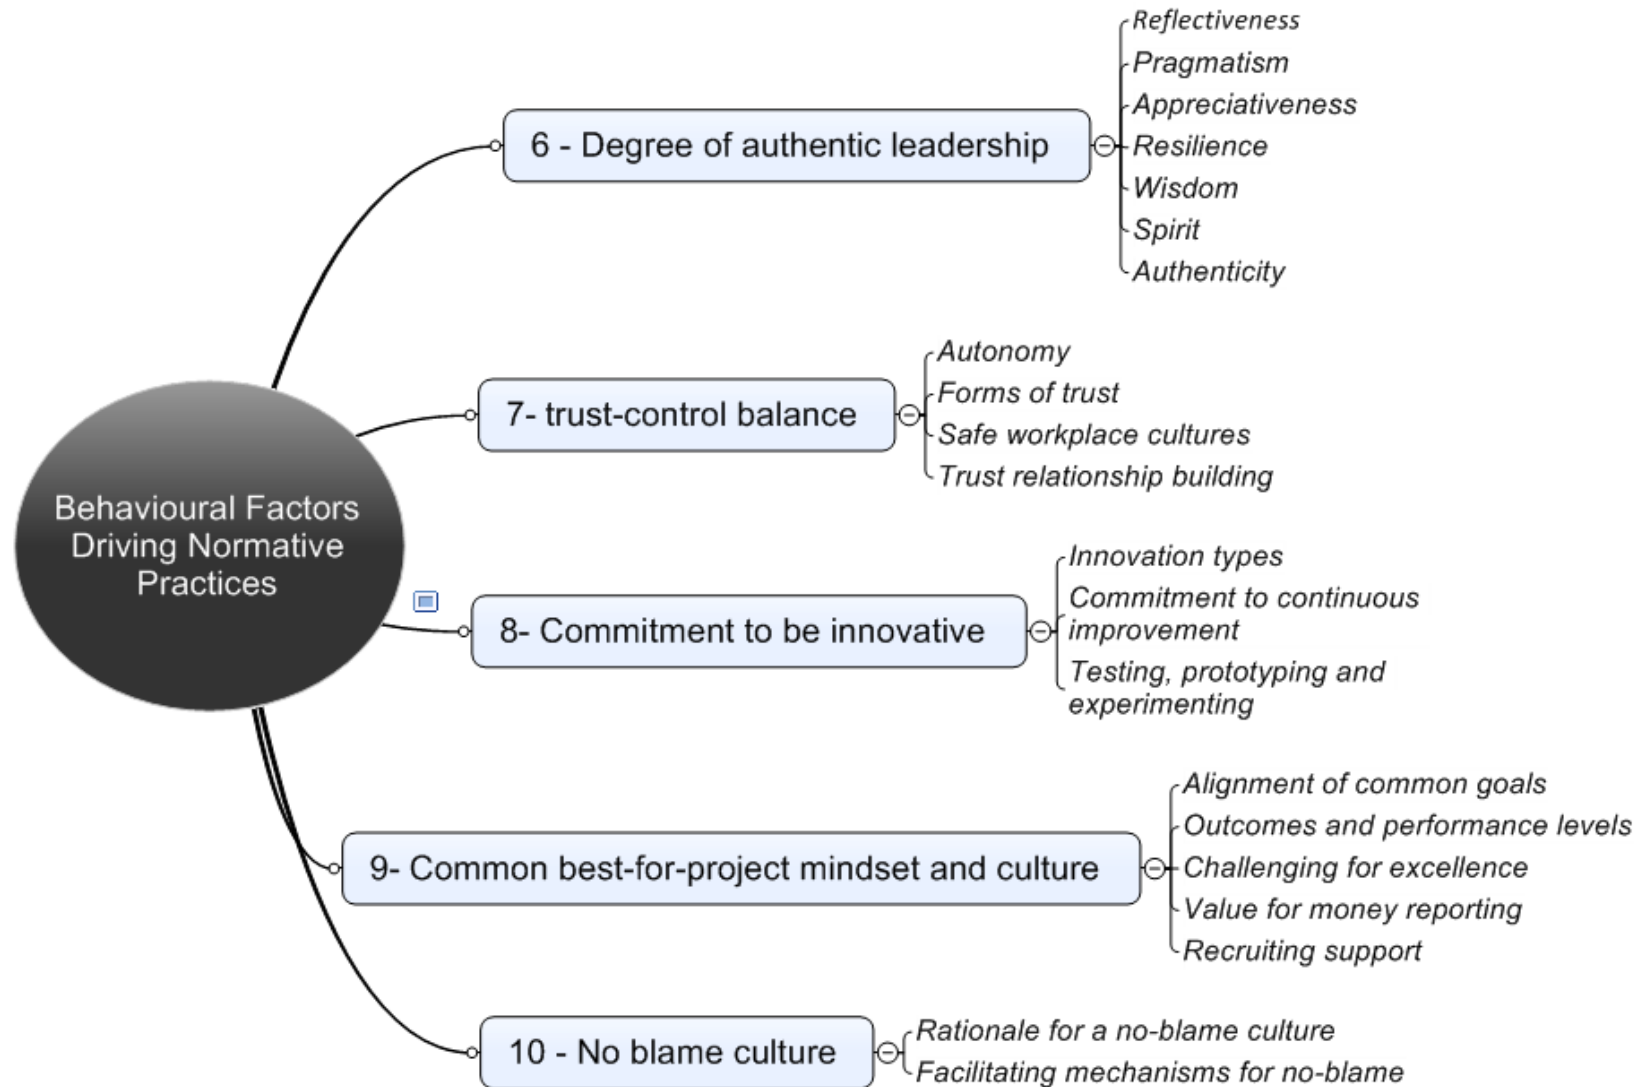 Behavioural Factors
Driving Normative
Practices
6 - Degree of authentic leadership
Reflectiveness
Pragmatism
Appreciativeness
Resilience
Wisdom
Spirit
Authenticity
7- trust-control balance
Autonomy
Forms of trust
Safe workplace cultures
Trust relationship building
8- Commitment to be innovative
Innovation types
Commitment to continuous
improvement
Testing, prototyping and
experimenting
9- Common best-for-project mindset and culture
Alignment of common goals
Outcomes and performance levels
Challenging for excellence
Value for money reporting
Recruiting support
10 - No blame culture
Rationale for a no-blame culture
Facilitating mechanisms for no-blame